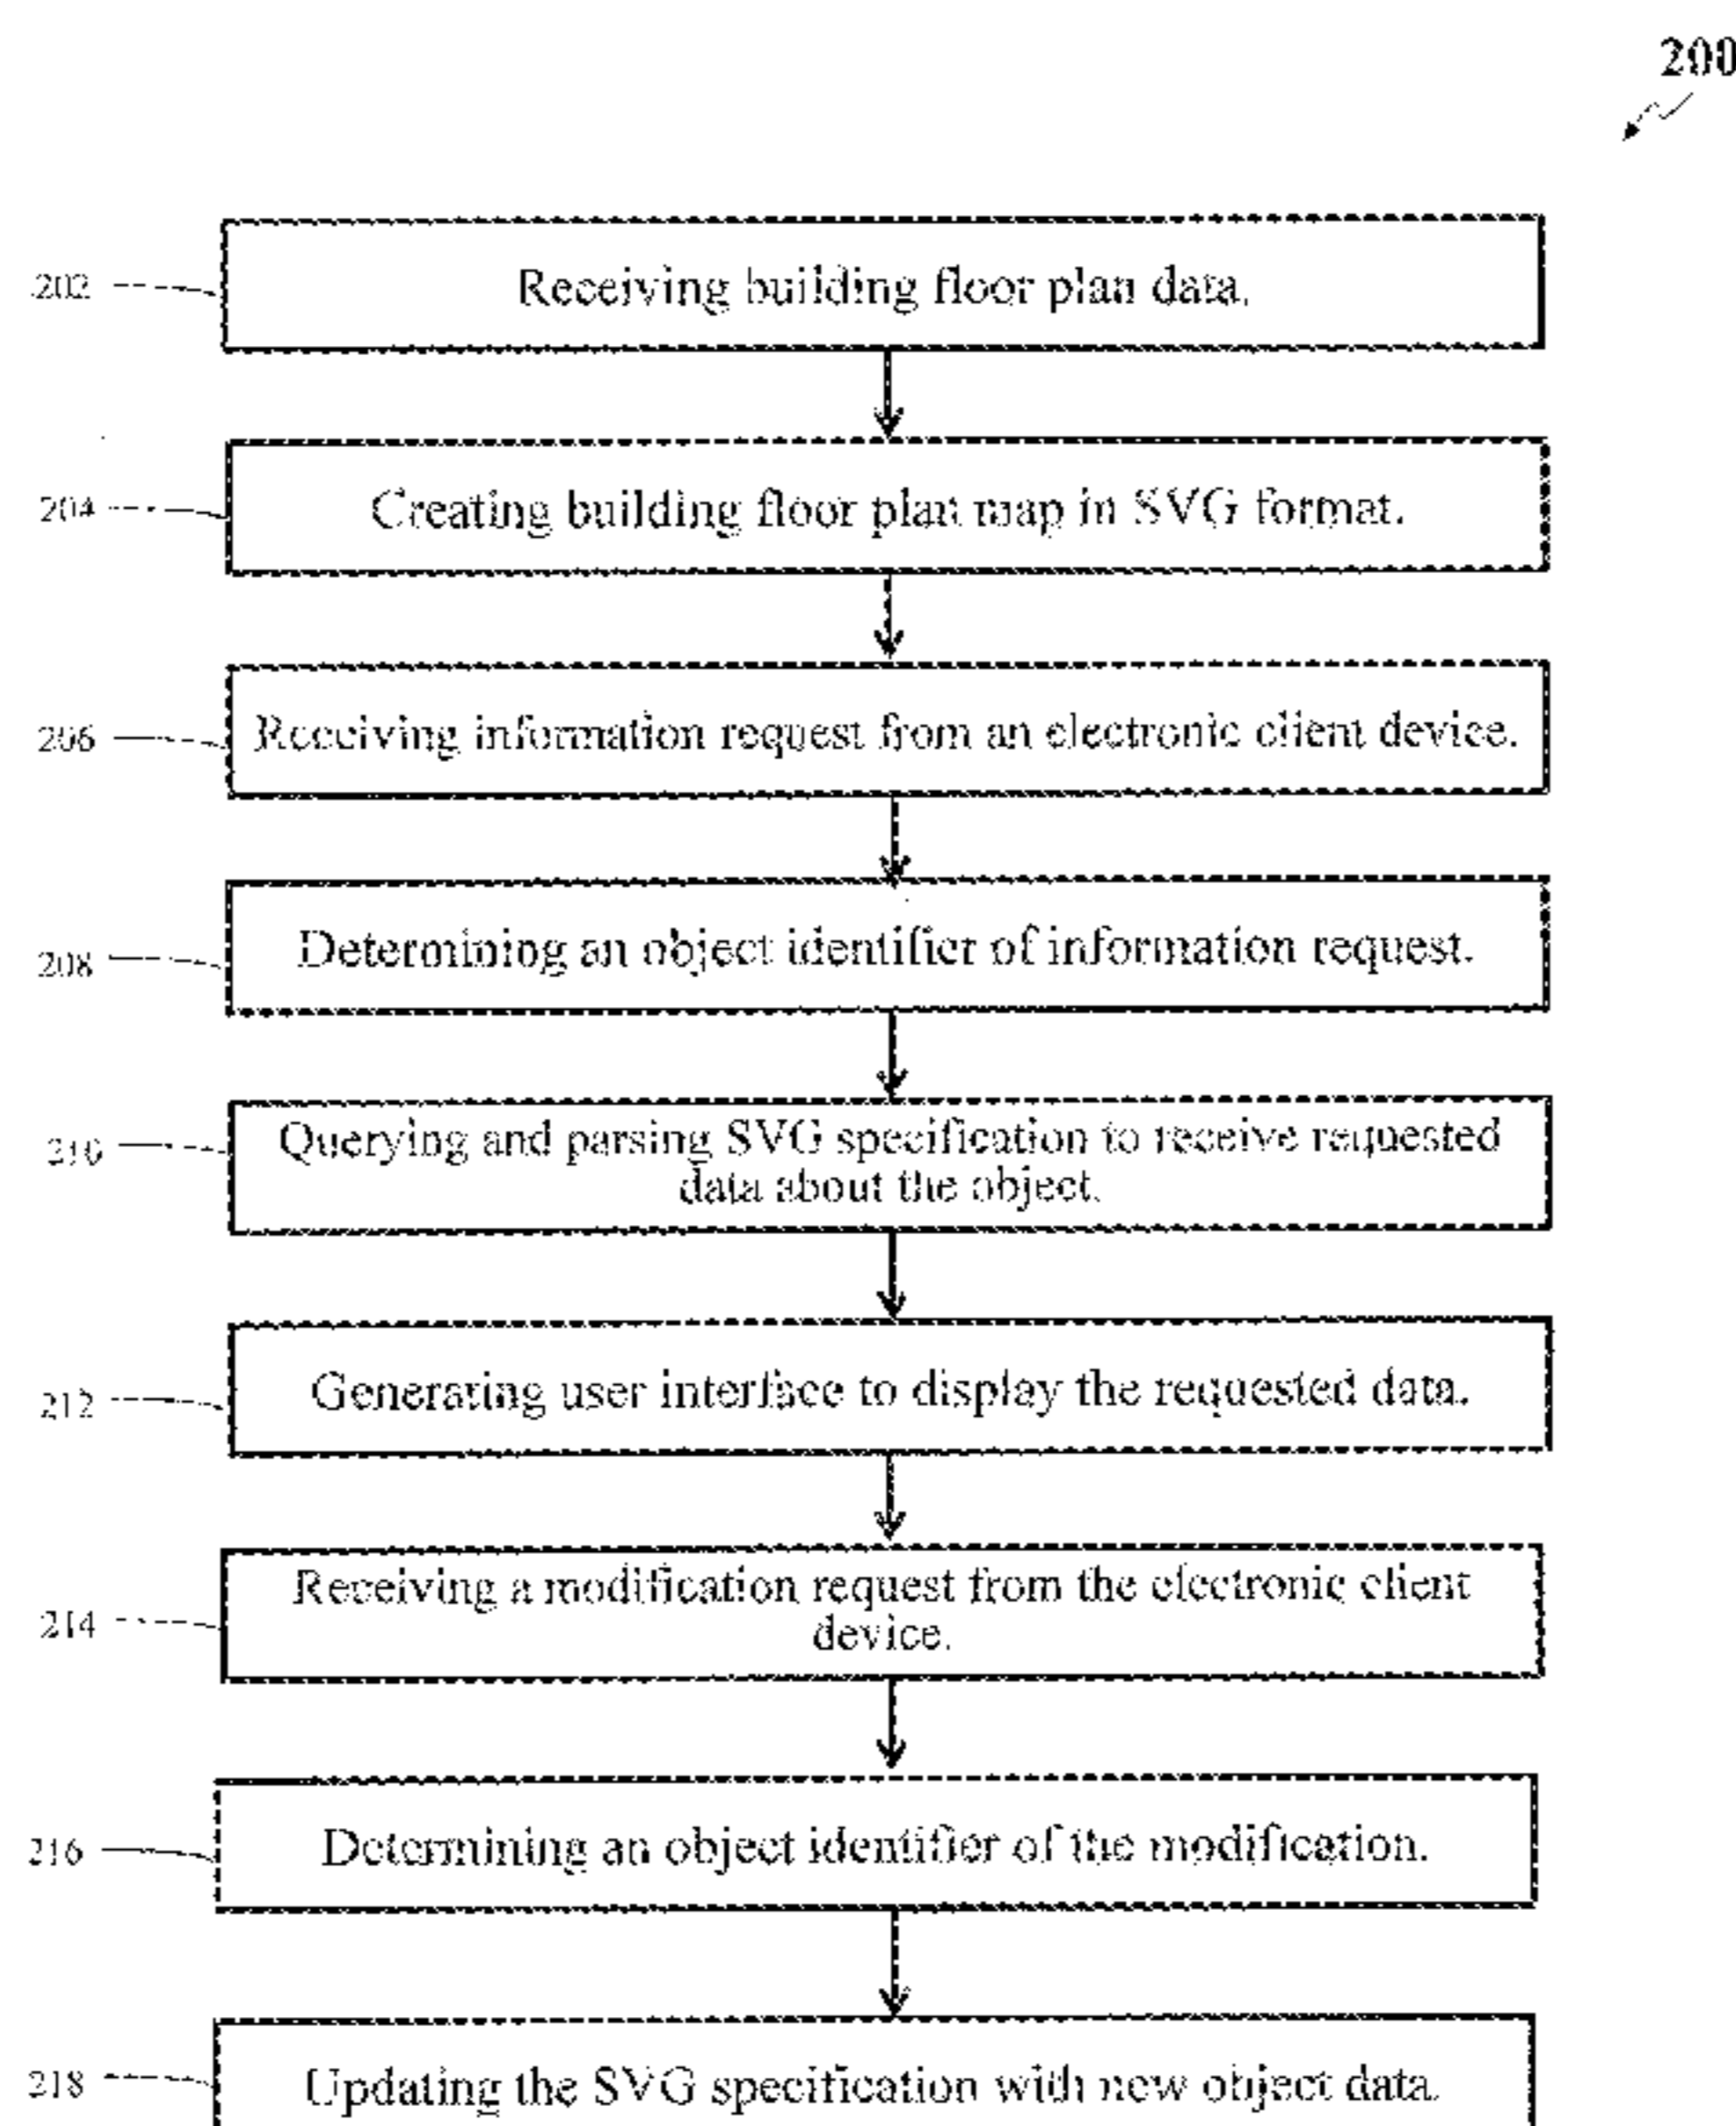 200
202
Receiving building floor plan data.
204
Creating building floor plan map in SVG format.
206
Receiving information request from an electronic client device.
208
Determining an object identifier of information request.
210
Querying and parsing SVG specification to receive requested
data about the object.
212
Generating user interface to display the requested data.
214
Receiving a modification request from the electronic client
device.
216
Determining an object identifier of the modification.
218
Updating the SVG specification with new object data.